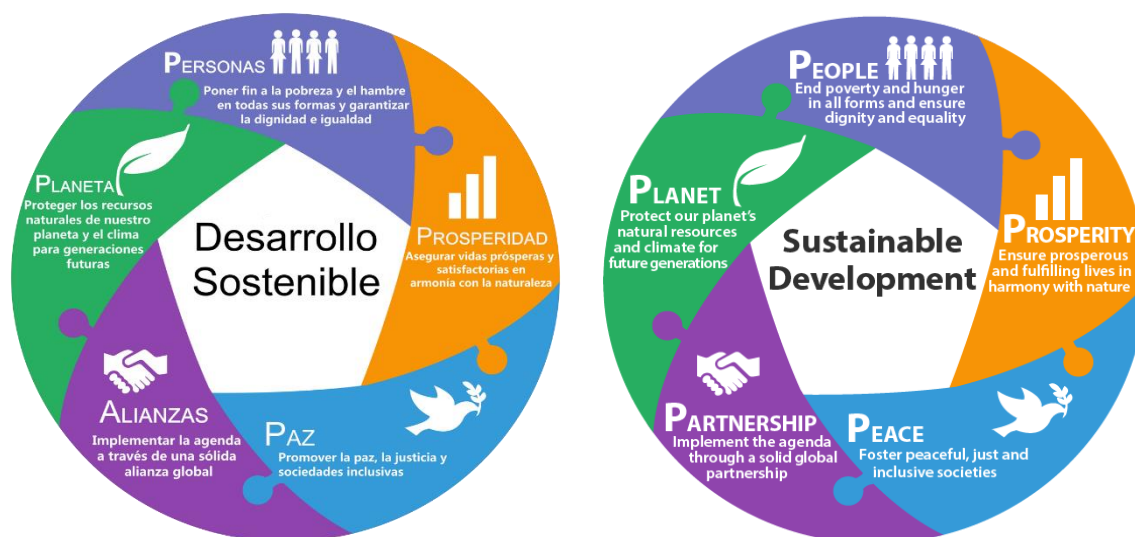 PERSONAS
Poner fin a la pobreza y el hambre
en todas sus formas y garantizar
la dignidad e igualdad
PLANETA
Proteger los recursos
naturales de nuestro
planeta y el clima
para generaciones
futuras
Desarrollo
Sostenible
PROSPERIDAD
Asegurar vidas prósperas y
satisfactorias en
armonía con la naturaleza
ALIANZAS
Implementar la agenda
a través de una sólida
alianza global
PAZ
Promover la paz, la justicia y
sociedades inclusivas
PEOPLE
End poverty and hunger
in all forms and ensure
dignity and equality
PLANET
Protect our planet's
natural resources
and climate for
future generations
Sustainable
Development
PROSPERITY
Ensure prosperous
and fulfilling lives in
harmony with nature
PARTNERSHIP
Implement the agenda
through a solid global
partnership
PEACE
Foster peaceful, just and
inclusive societies